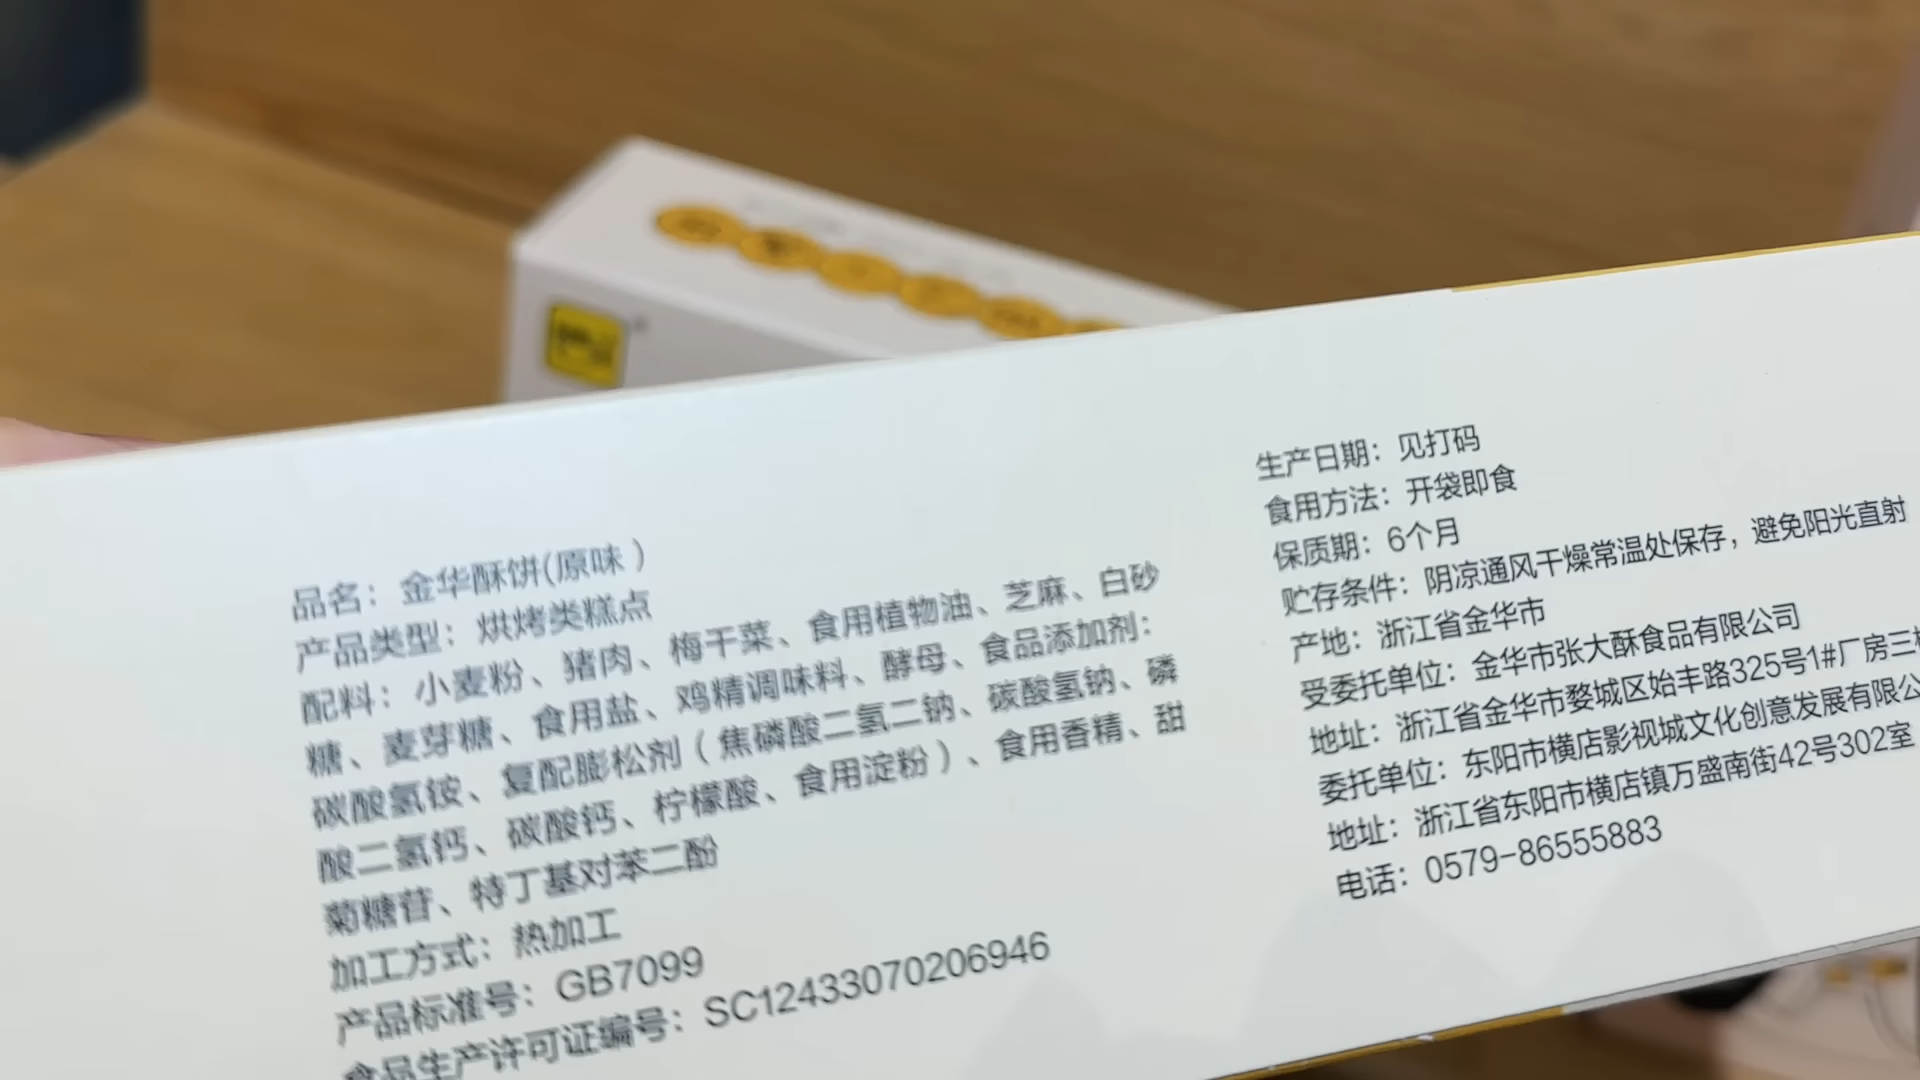 品名：金华酥饼(原味)
产品类型：烘烤类糕点
配料：小麦粉、猪肉、梅干菜、食用植物油、芝麻、白砂
糖、麦芽糖、食用盐、鸡精调味料、酵母、食品添加剂：
碳酸氢铵、复配膨松剂（焦磷酸二氢二钠、碳酸氢钠、磷
酸二氢钙、碳酸钙、柠檬酸、食用淀粉）、食用香精、甜
菊糖苷、特丁基对苯二酚
加工方式：热加工
产品标准号：GB7099
食品生产许可证编号：SC12433070206946
生产日期：见打码
食用方法：开袋即食
保质期：6个月
贮存条件：阴凉通风干燥常温处保存，避免阳光直射
产地：浙江省金华市
受委托单位：金华市张大酥食品有限公司
地址：浙江省金华市婺城区始丰路325号1#厂房三
委托单位：东阳市横店影视城文化创意发展有限公
地址：浙江省东阳市横店镇万盛南街42号302室
电话：0579-86555883